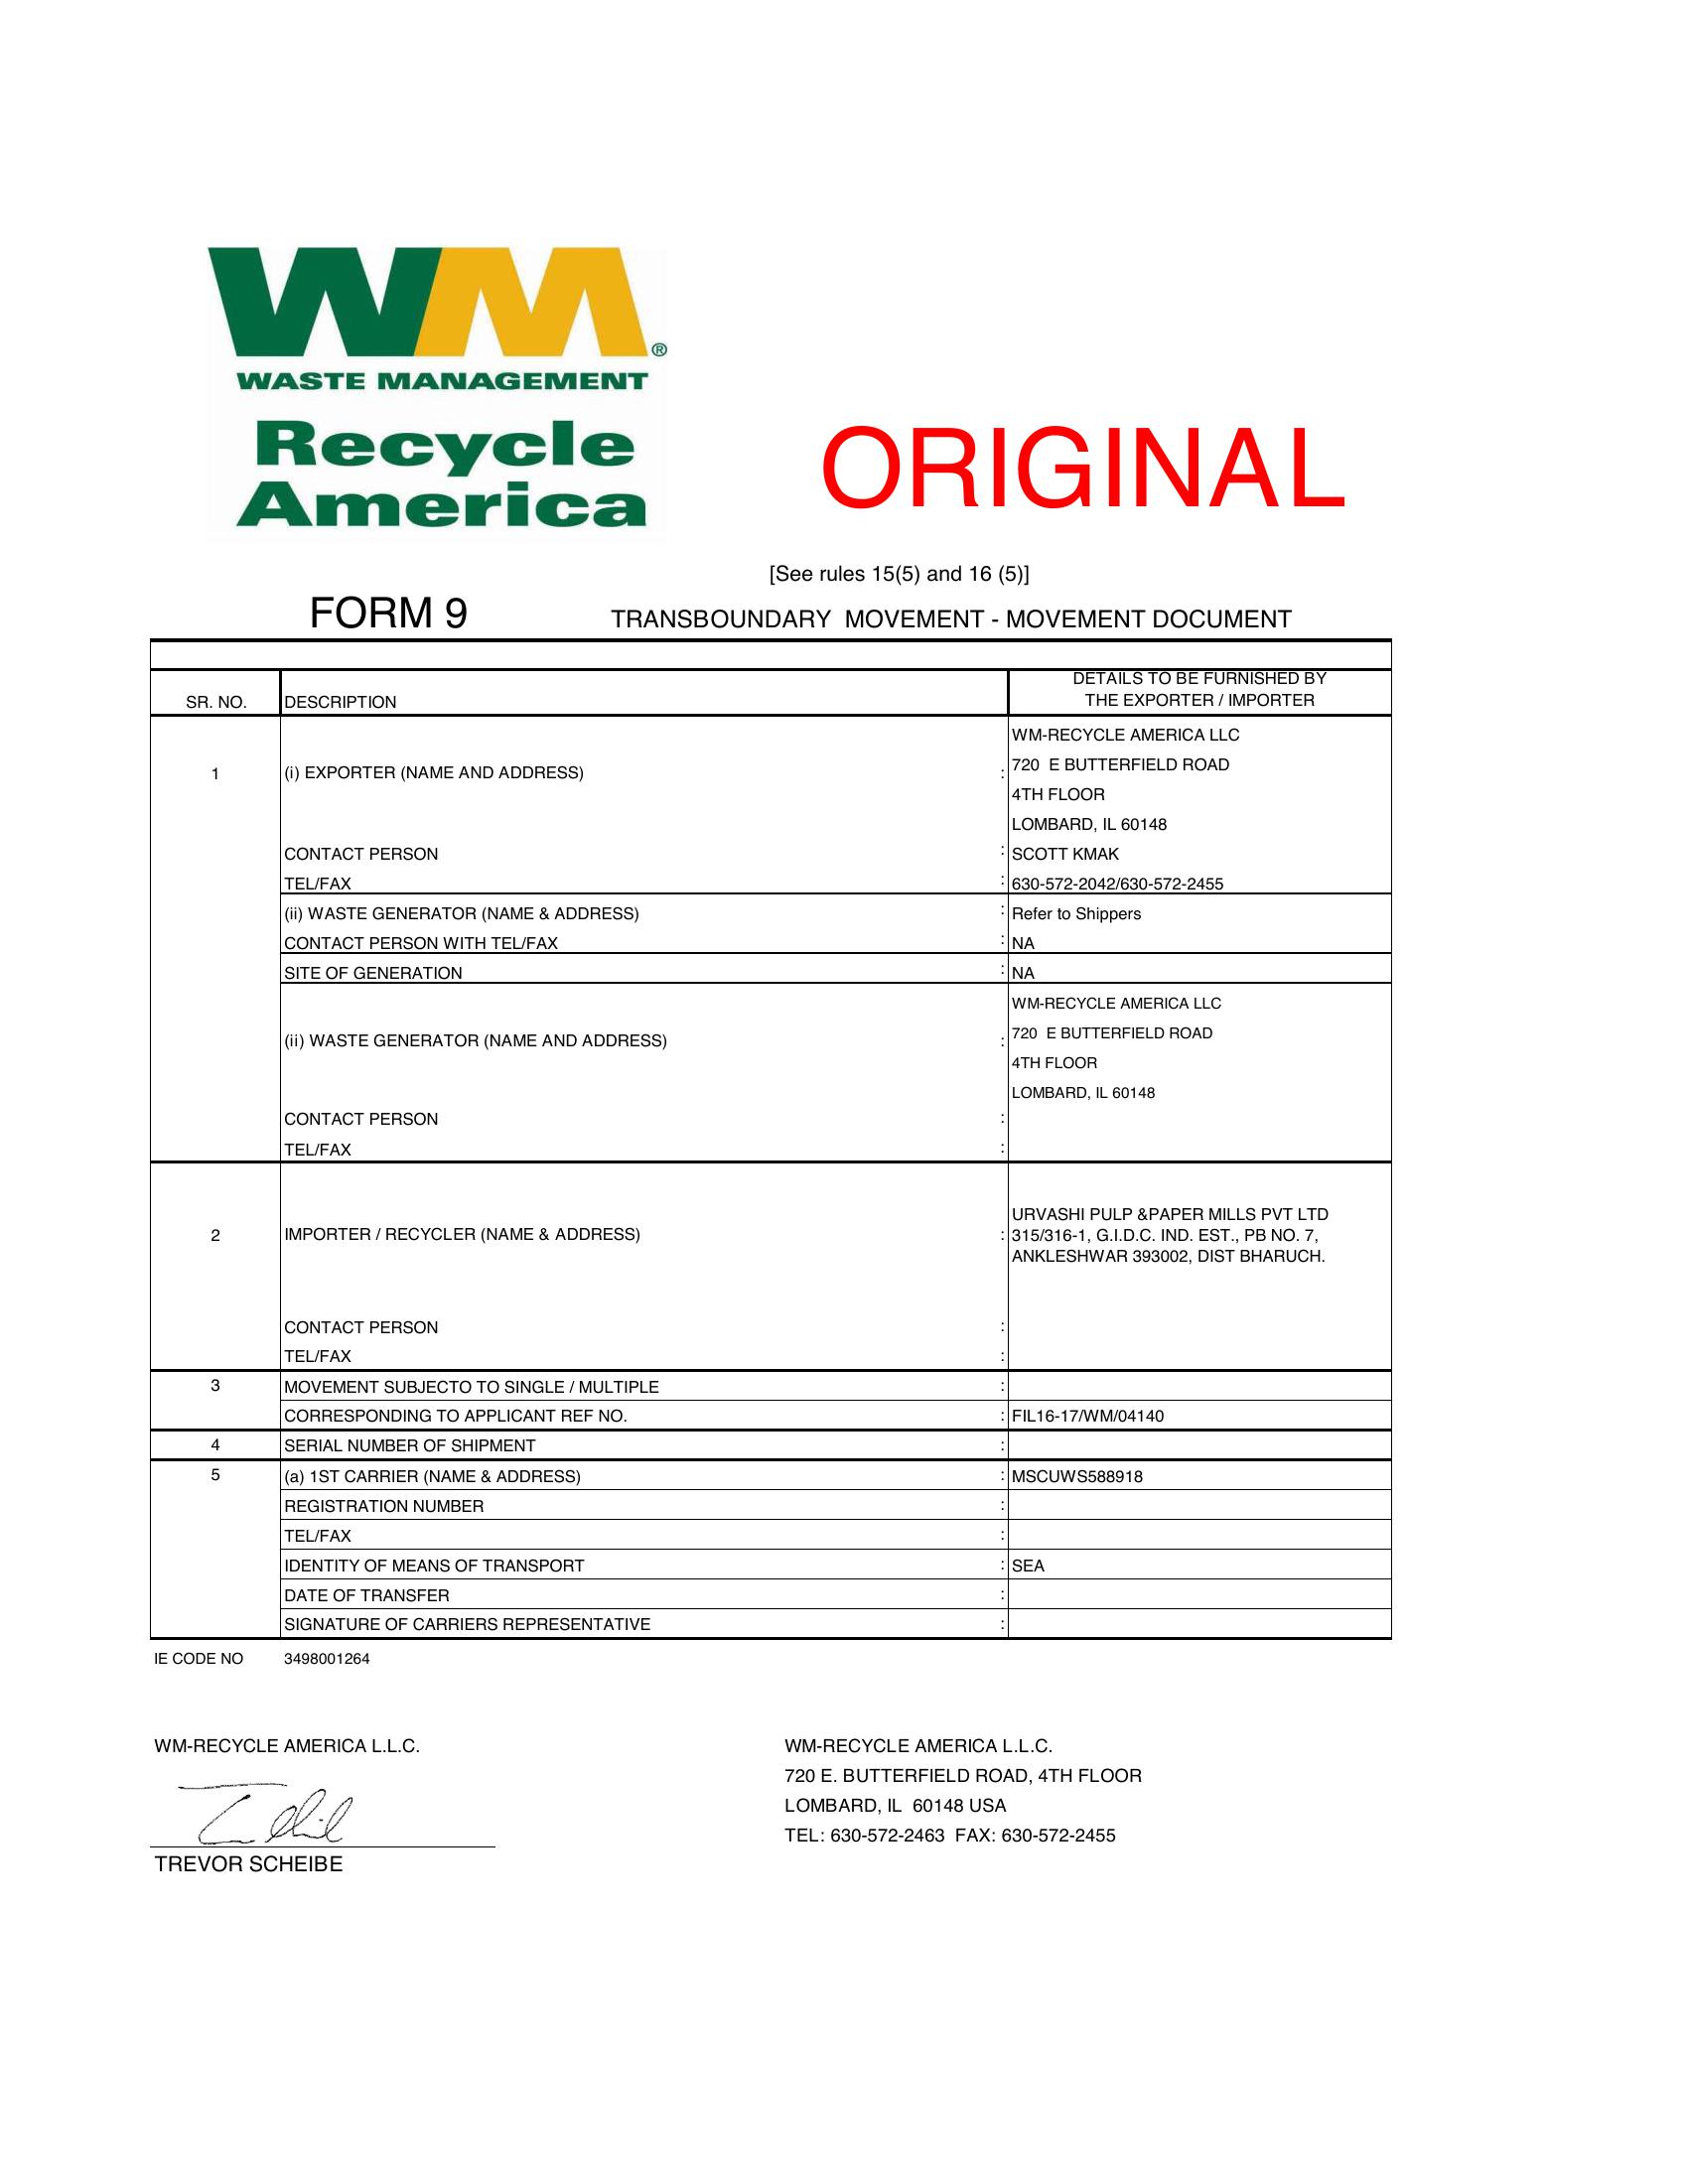 WM®
WASTE MANAGEMENT
Recycle
America
ORIGINAL
[See rules 15(5) and 16 (5)]
FORM 9 TRANSBOUNDARY MOVEMENT - MOVEMENT DOCUMENT
SR. NO. DESCRIPTION DETAILS TO BE FURNISHED BY
THE EXPORTER / IMPORTER
WM-RECYCLE AMERICA LLC
1 (i) EXPORTER (NAME AND ADDRESS) : 720 E BUTTERFIELD ROAD
4TH FLOOR
LOMBARD, IL 60148
CONTACT PERSON : SCOTT KMAK
TEL/FAX : 630-572-2042/630-572-2455
(ii) WASTE GENERATOR (NAME & ADDRESS) : Refer to Shippers
CONTACT PERSON WITH TEL/FAX : NA
SITE OF GENERATION : NA
WM-RECYCLE AMERICA LLC
(ii) WASTE GENERATOR (NAME AND ADDRESS) : 720 E BUTTERFIELD ROAD
4TH FLOOR
LOMBARD, IL 60148
CONTACT PERSON :
TEL/FAX :
URVASHI PULP &PAPER MILLS PVT LTD
2 IMPORTER / RECYCLER (NAME & ADDRESS) : 315/316-1, G.I.D.C. IND. EST., PB NO. 7,
ANKLESHWAR 393002, DIST BHARUCH.
CONTACT PERSON :
TEL/FAX :
3 MOVEMENT SUBJECTO TO SINGLE / MULTIPLE :
CORRESPONDING TO APPLICANT REF NO. : FIL16-17/WM/04140
4 SERIAL NUMBER OF SHIPMENT :
5 (a) 1ST CARRIER (NAME & ADDRESS) : MSCUWS588918
REGISTRATION NUMBER :
TEL/FAX :
IDENTITY OF MEANS OF TRANSPORT : SEA
DATE OF TRANSFER :
SIGNATURE OF CARRIERS REPRESENTATIVE :
IE CODE NO 3498001264
WM-RECYCLE AMERICA L.L.C. WM-RECYCLE AMERICA L.L.C.
720 E. BUTTERFIELD ROAD, 4TH FLOOR
LOMBARD, IL 60148 USA
TEL: 630-572-2463 FAX: 630-572-2455
TREVOR SCHEIBE